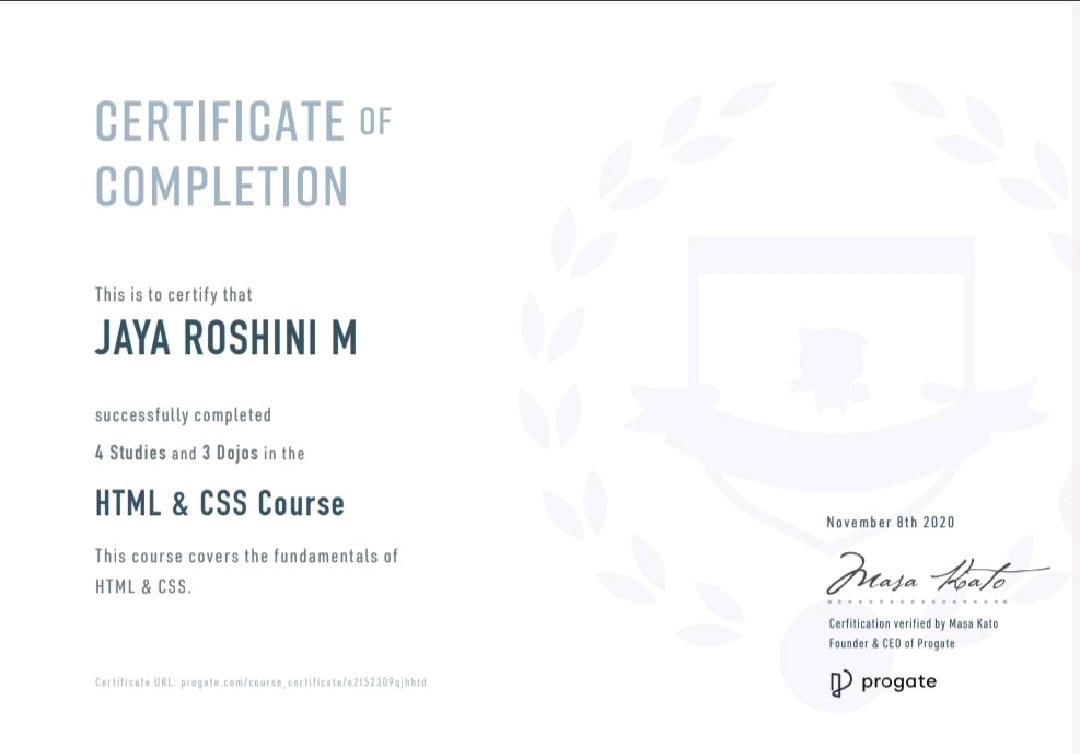 CERTIFICATE OF
COMPLETION
This is to certify that
JAYA ROSHINI M
successfully completed
4 Studies and 3 Dojos in the
HTML & CSS Course
This course covers the fundamentals of
HTML & CSS.
November 8th 2020
Masa Kato
Cerfitication verified by Masa Kato
Founder & CEO of Progate
Certificate URL: progate.com/course_certificate/e2f52309qjhhtd
progate